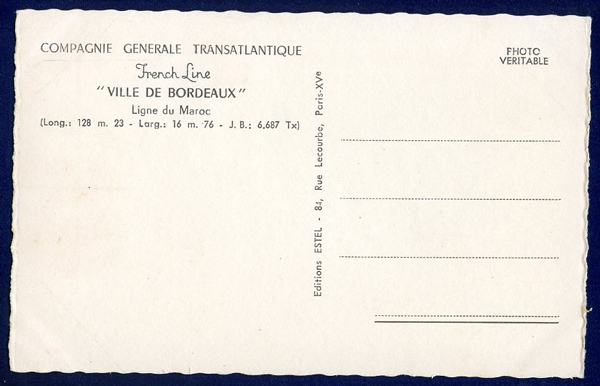 COMPAGNIE GENERALE TRANSATLANTIQUE
French Line
"VILLE DE BORDEAUX"
Ligne du Maroc
(Long.: 128 m. 23 - Larg.: 16 m. 76 - J.B.: 6,687 Tx)
Editions ESTEL - 84, Rue Lecourbe, Paris-XVe
PHOTO
VERITABLE